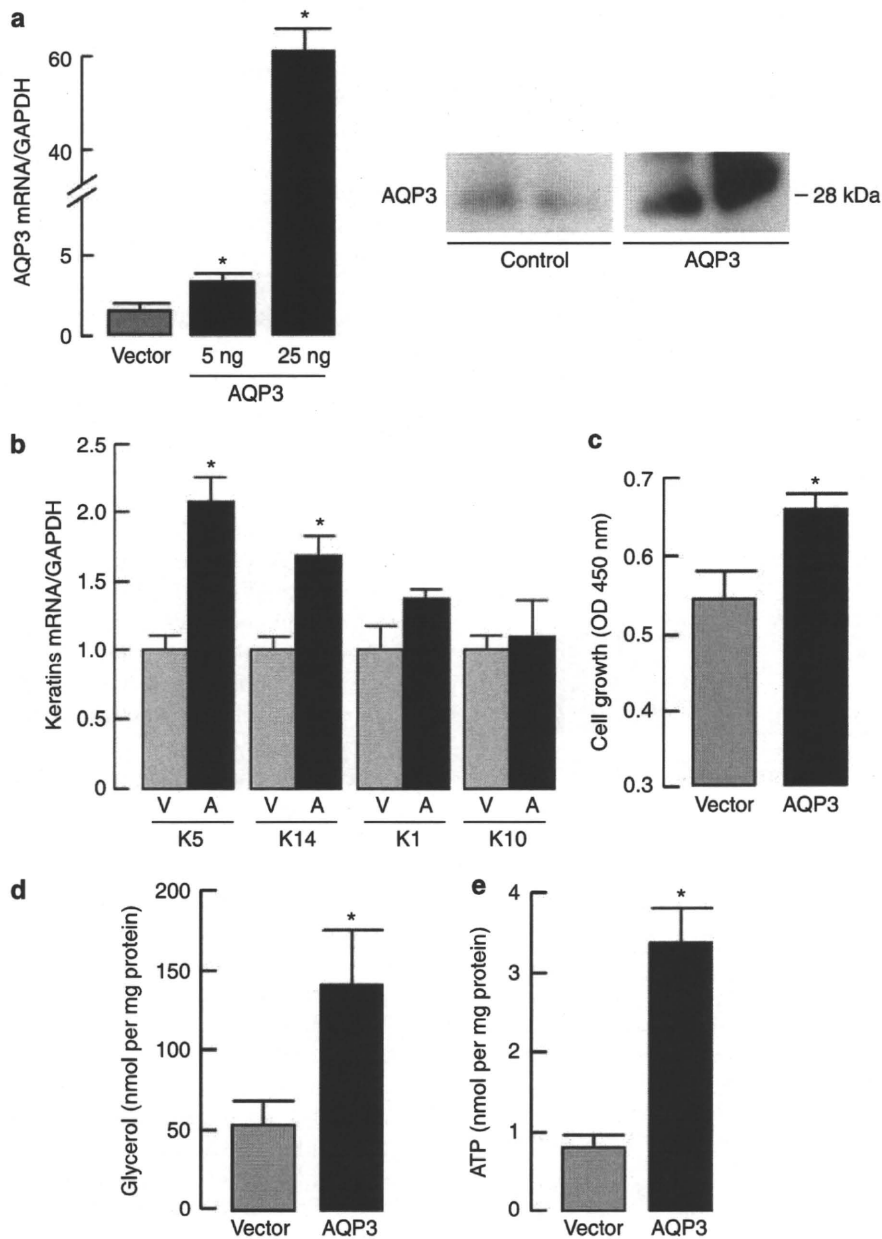 a
AQP3 mRNA/GAPDH
60
40
5
0
*
*
Vector
5 ng
25 ng
AQP3
AQP3
28 kDa
Control
AQP3
b
Keratins mRNA/GAPDH
2.5
2.0
1.5
1.0
0.5
0
*
*
V A V A V A V A
K5 K14 K1 K10
c
Cell growth (OD 450 nm)
0.7
0.6
0.5
0.4
0.3
*
Vector AQP3
d
Glycerol (nmol per mg protein)
200
150
100
50
0
*
Vector AQP3
e
ATP (nmol per mg protein)
4
3
2
1
0
*
Vector AQP3